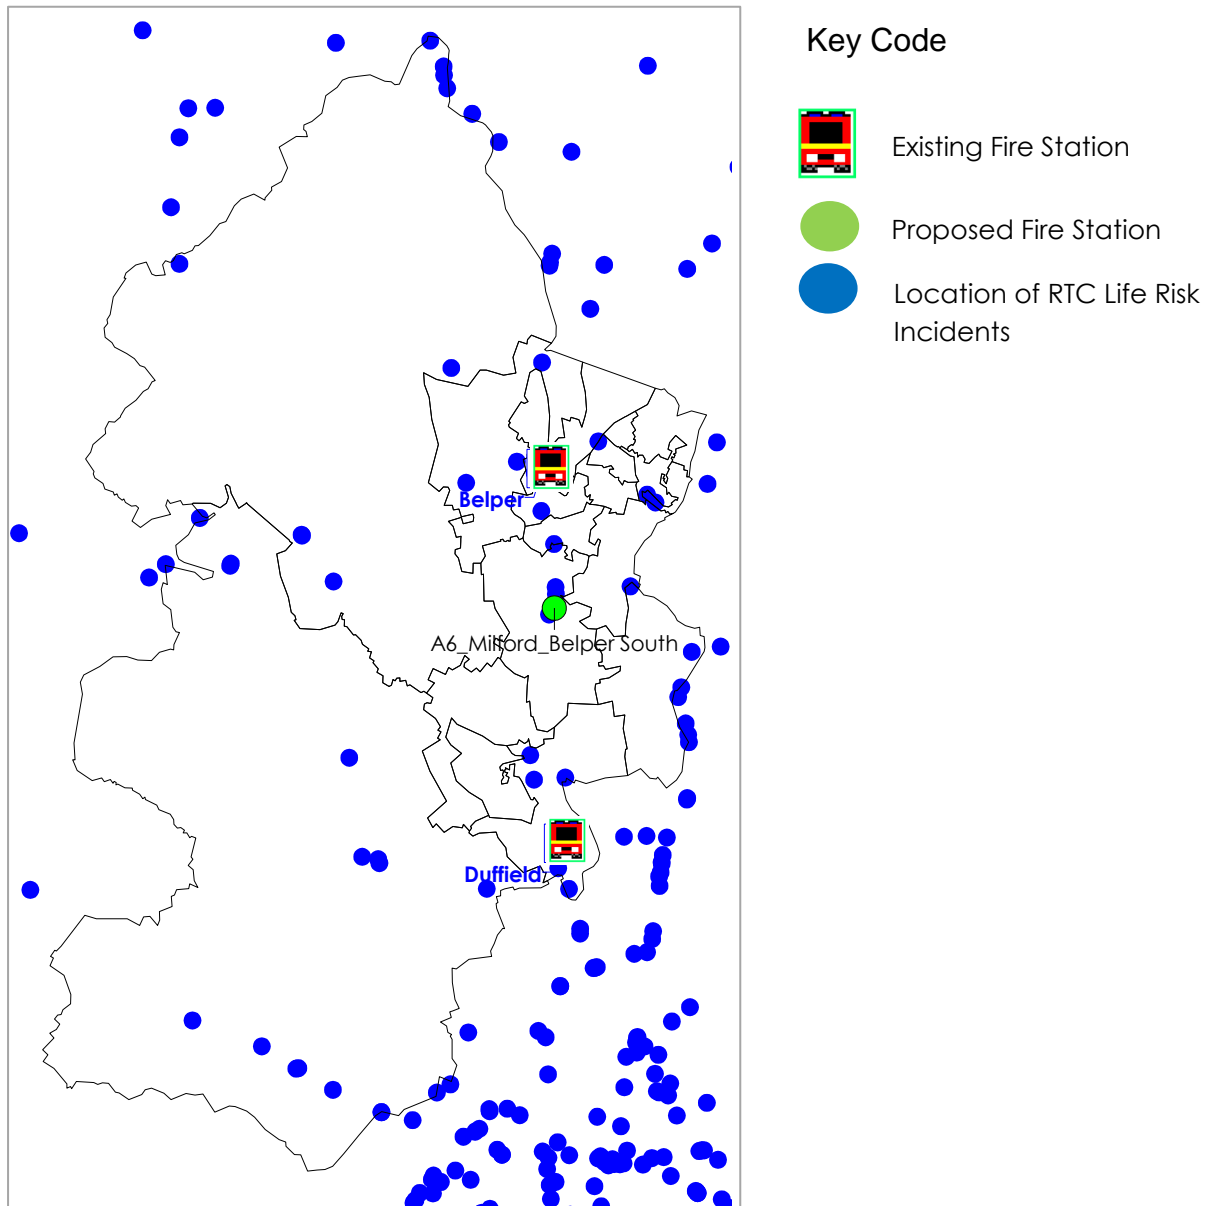 Key Code
Existing Fire Station
Proposed Fire Station
Location of RTC Life Risk
Incidents
Belper
A6_Milford_Belper South
Duffield